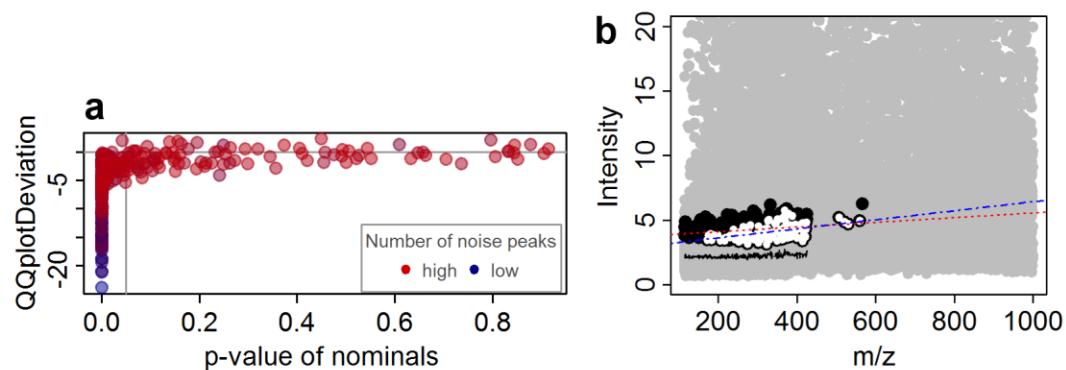 a
QQplotDeviation
-5
-20
Number of noise peaks
high low
0.0 0.2 0.4 0.6 0.8
p-value of nominals
b
Intensity
20
15
10
5
0
200 400 600 800 1000
m/z